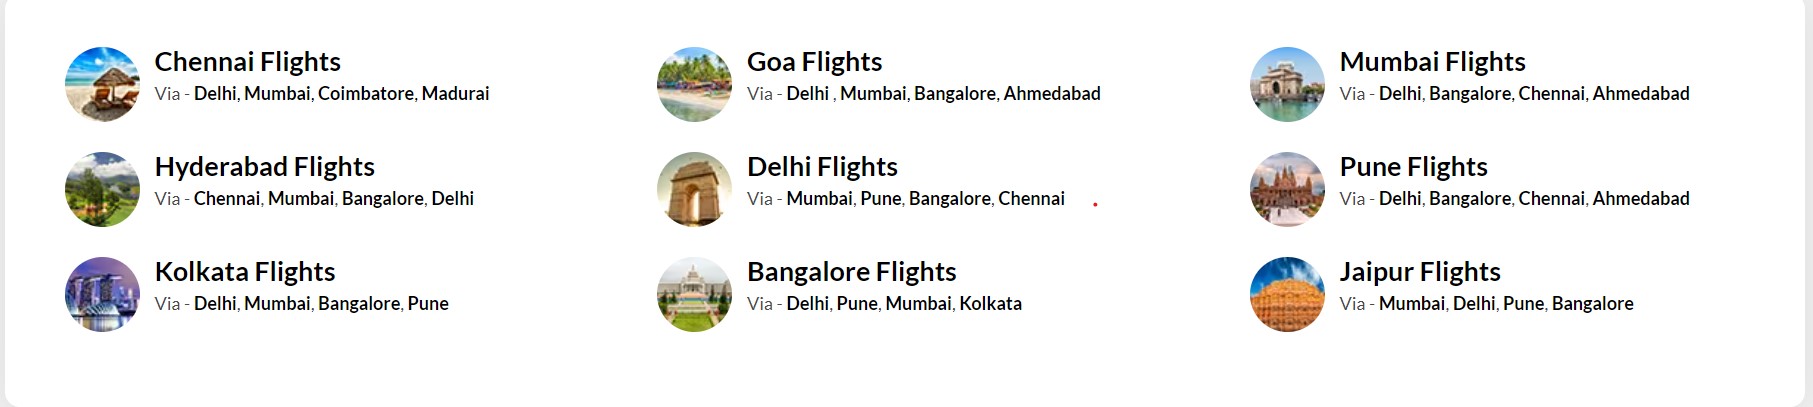 Chennai Flights
Via - Delhi, Mumbai, Coimbatore, Madurai
Goa Flights
Via - Delhi , Mumbai, Bangalore, Ahmedabad
Mumbai Flights
Via - Delhi, Bangalore, Chennai, Ahmedabad
Hyderabad Flights
Via - Chennai, Mumbai, Bangalore, Delhi
Delhi Flights
Via - Mumbai, Pune, Bangalore, Chennai
Pune Flights
Via - Delhi, Bangalore, Chennai, Ahmedabad
Kolkata Flights
Via - Delhi, Mumbai, Bangalore, Pune
Bangalore Flights
Via - Delhi, Pune, Mumbai, Kolkata
Jaipur Flights
Via - Mumbai, Delhi, Pune, Bangalore